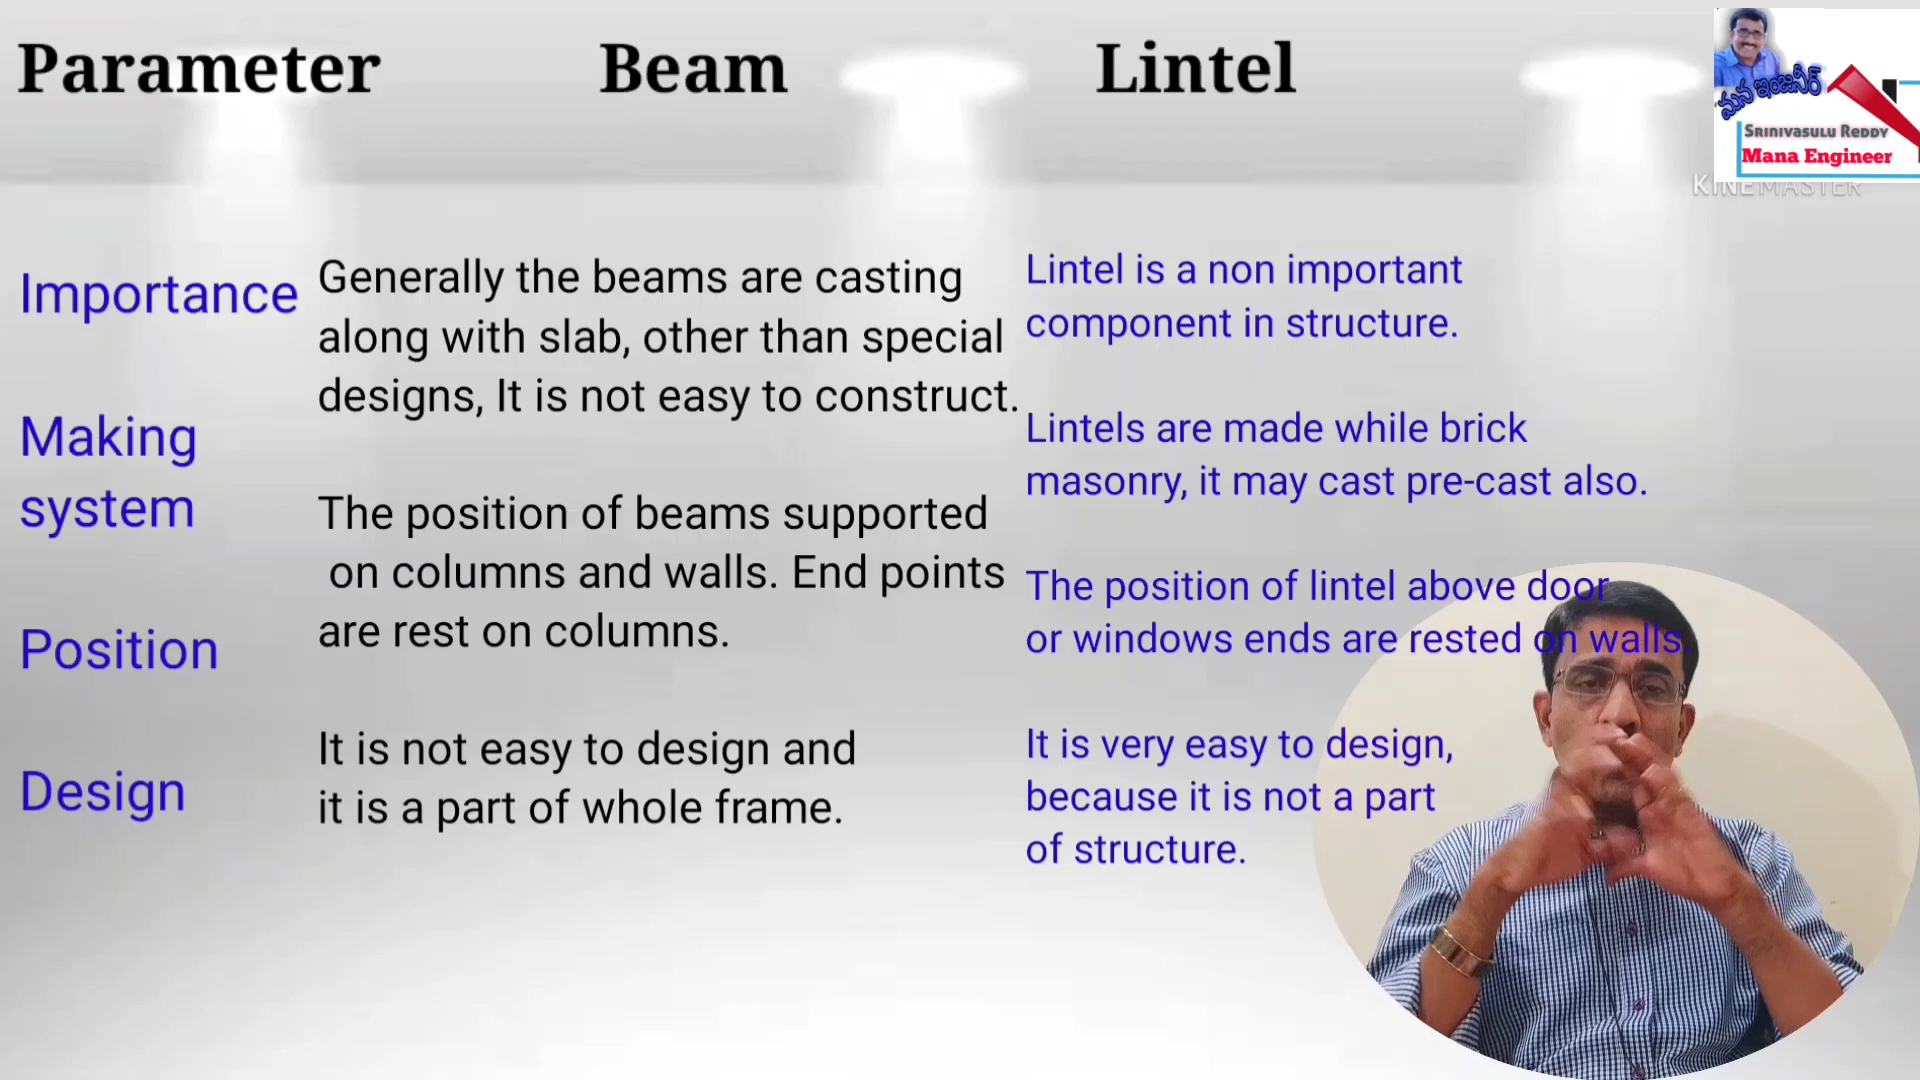 Parameter Beam Lintel
మన ఇంజనీర్
SRINIVASULU REDDY
Mana Engineer
KINEMASTER
Importance
Making
system
Position
Design
Generally the beams are casting
along with slab, other than special
designs, It is not easy to construct.
The position of beams supported
on columns and walls. End points
are rest on columns.
It is not easy to design and
it is a part of whole frame.
Lintel is a non important
component in structure.
Lintels are made while brick
masonry, it may cast pre-cast also.
The position of lintel above door
or windows ends are rested on walls.
It is very easy to design,
because it is not a part
of structure.